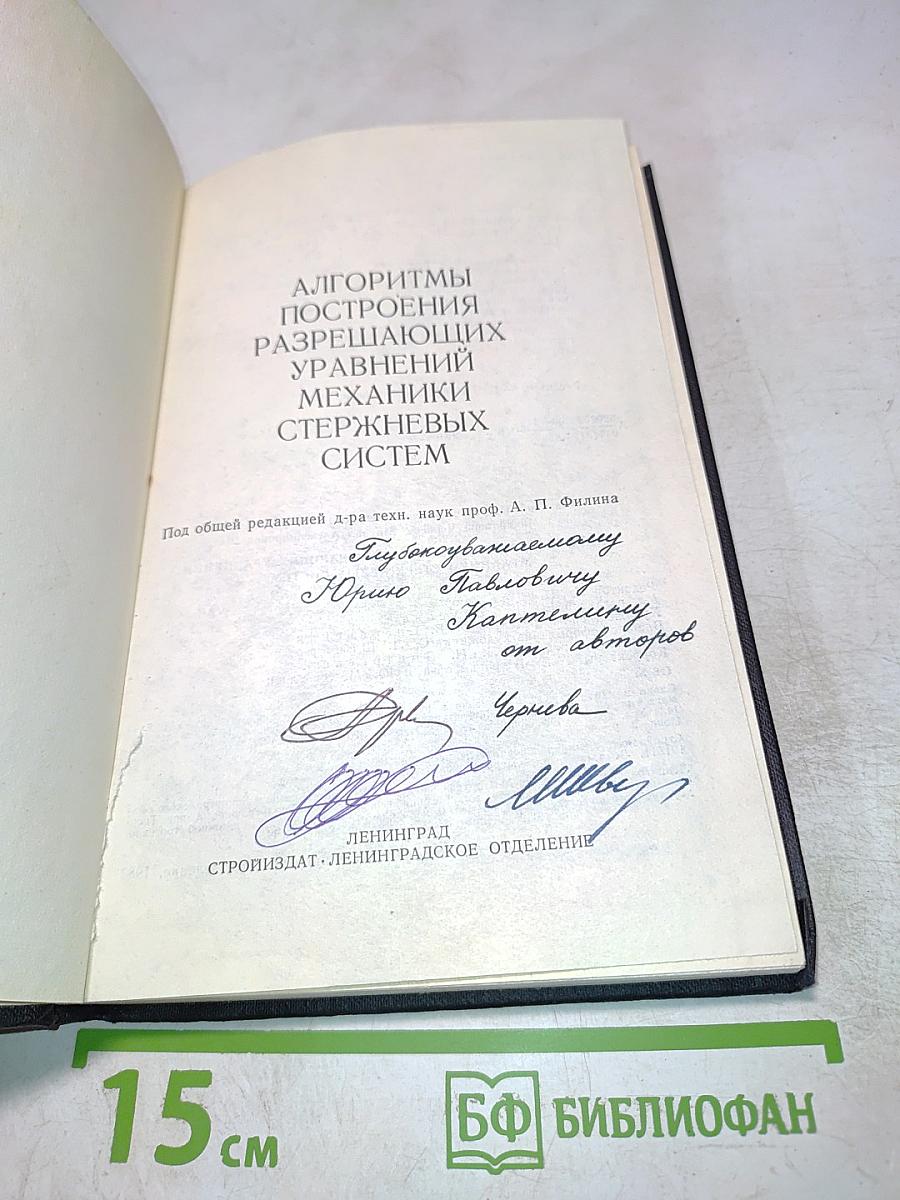 АЛГОРИТМЫ
ПОСТРОЕНИЯ
РАЗРЕШАЮЩИХ
УРАВНЕНИЙ
МЕХАНИКИ
СТЕРЖНЕВЫХ
СИСТЕМ
Под общей редакцией д-ра техн. наук проф. А. П. Филина
Глубокоуважаемому
Юрию Павловичу
Каптелину
от авторов
Чернева
ЛЕНИНГРАД
СТРОЙИЗДАТ · ЛЕНИНГРАДСКОЕ ОТДЕЛЕНИЕ
15 см
БФ БИБЛИОФАН